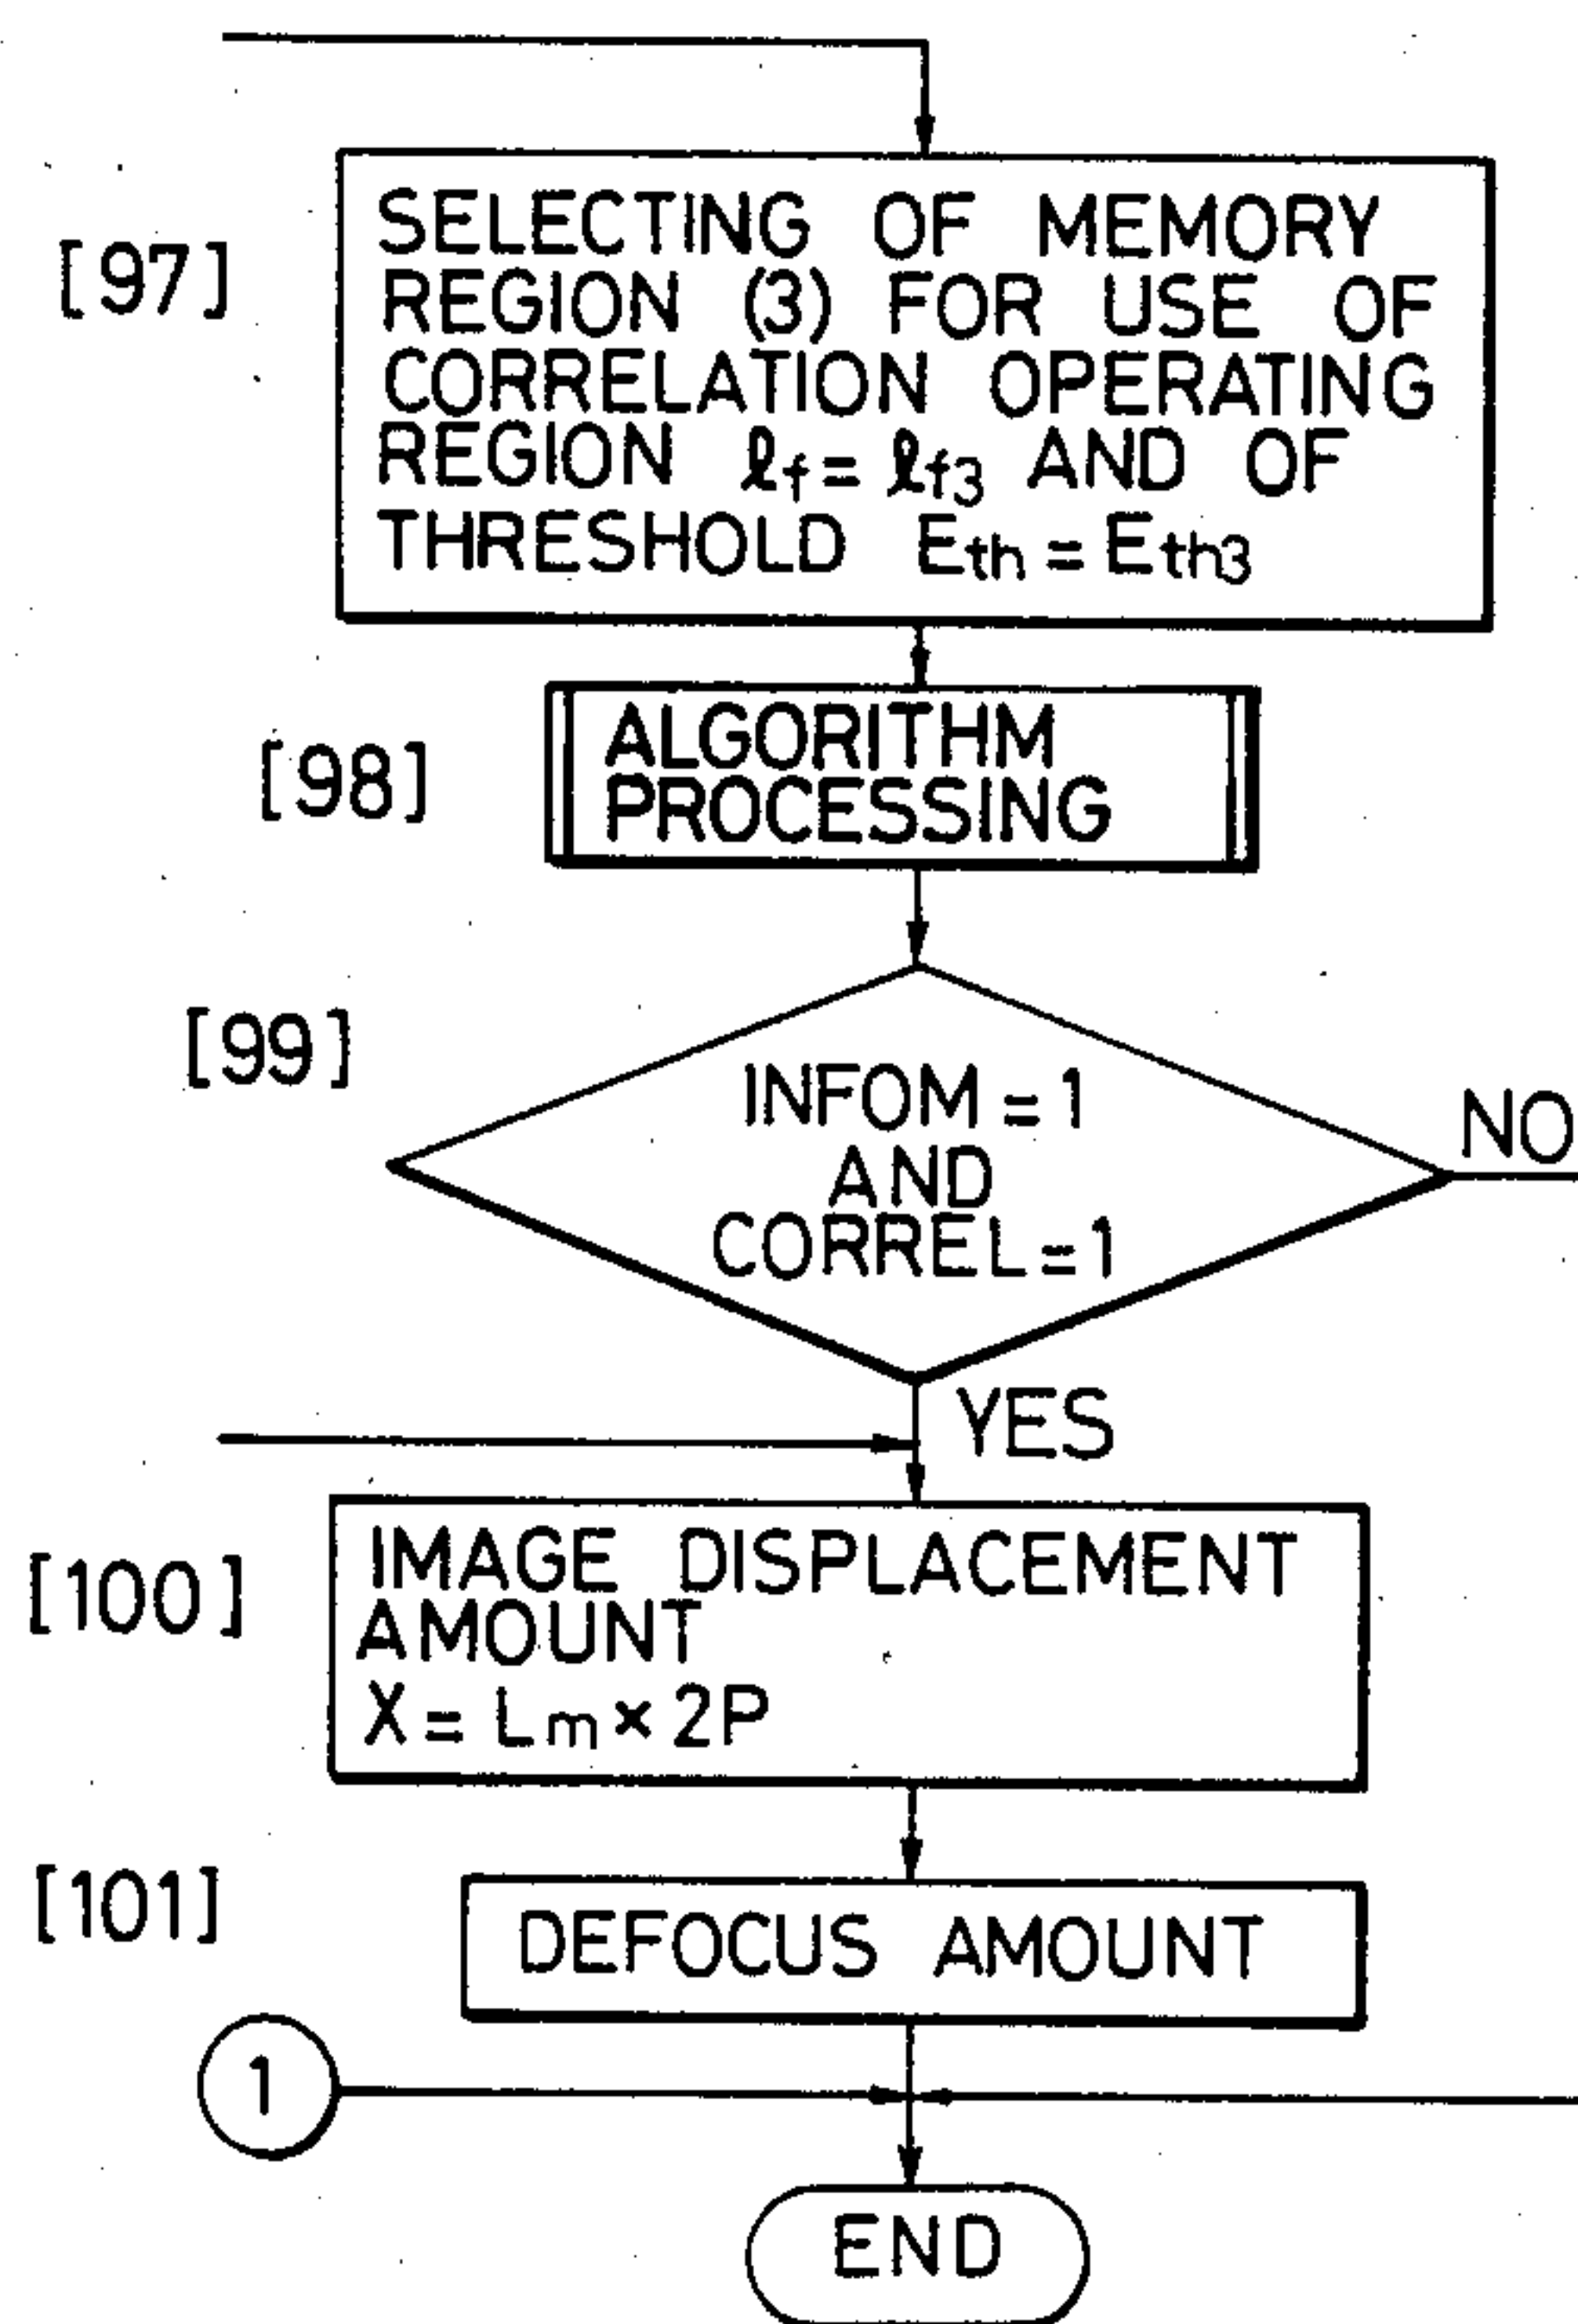 [97]
SELECTING OF MEMORY
REGION (3) FOR USE OF
CORRELATION OPERATING
REGION ℓf = ℓf3 AND OF
THRESHOLD Eth = Eth3
[98]
ALGORITHM
PROCESSING
[99]
INFOM = 1
AND
CORREL = 1
NO
YES
[100]
IMAGE DISPLACEMENT
AMOUNT
X = Lm × 2P
[101]
DEFOCUS AMOUNT
1
END